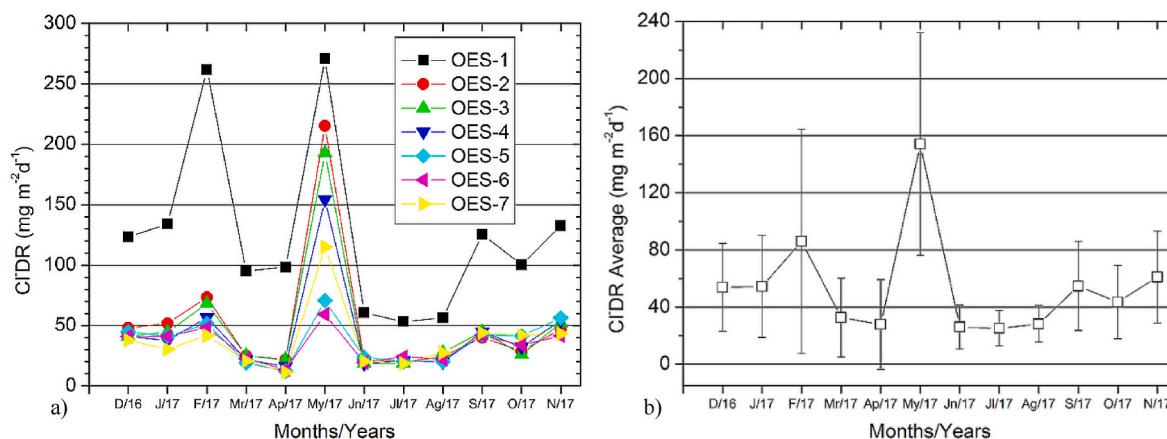 300
250
200
150
100
50
0
Cl⁻DR (mg m⁻²d⁻¹)
OES-1
OES-2
OES-3
OES-4
OES-5
OES-6
OES-7
D/16 J/17 F/17 Mr/17 Ap/17 My/17 Jn/17 Jl/17 Ag/17 S/17 O/17 N/17
a)
Months/Years
240
200
160
120
80
40
0
Cl⁻DR Average (mg m⁻²d⁻¹)
D/16 J/17 F/17 Mr/17 Ap/17 My/17 Jn/17 Jl/17 Ag/17 S/17 O/17 N/17
b)
Months/Years